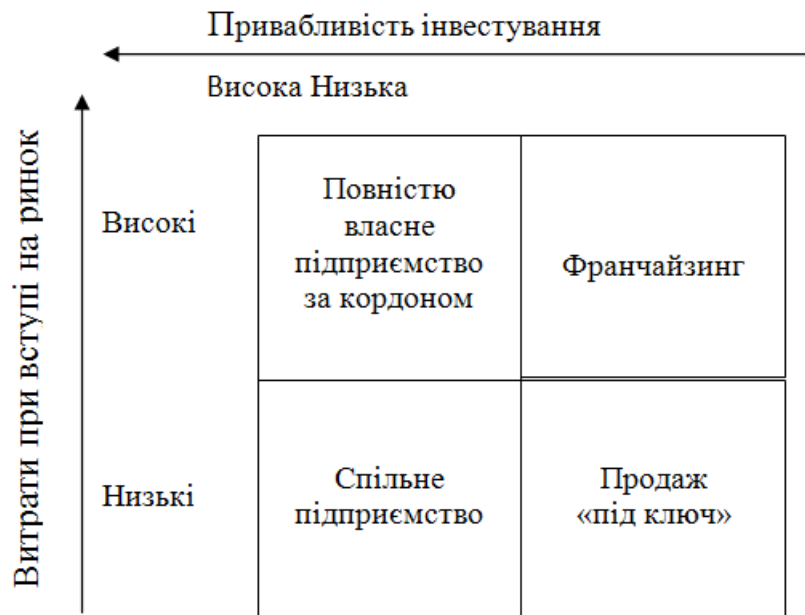 Привабливість інвестування
Висока Низька
Витрати при вступі на ринок
Високі
Повністю
власне
підприємство
за кордоном
Франчайзинг
Низькі
Спільне
підприємство
Продаж
«під ключ»